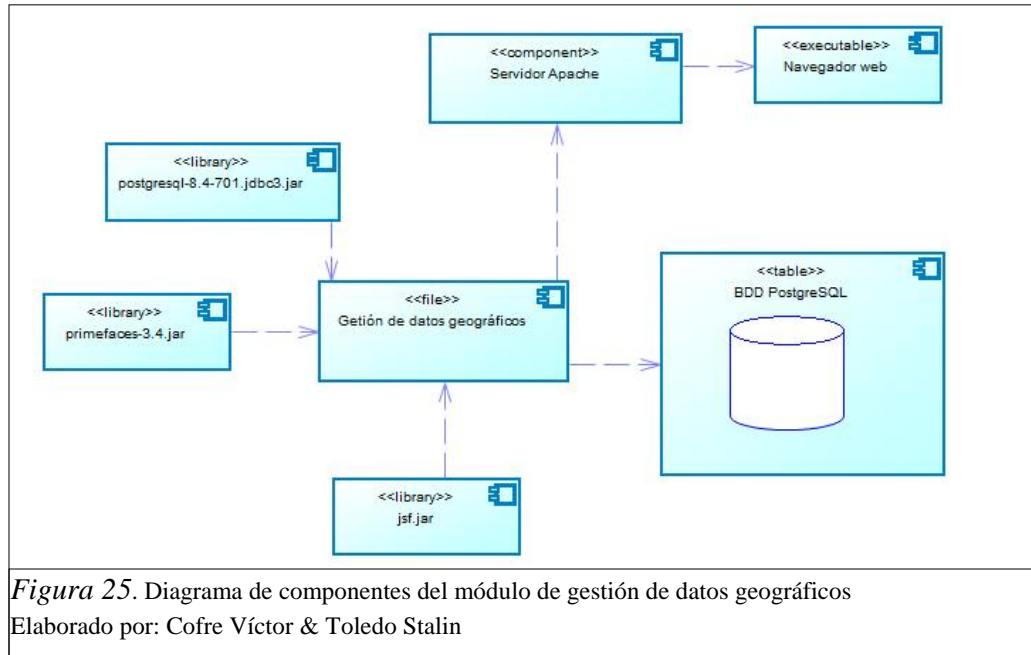 <<component>>
Servidor Apache
<<executable>>
Navegador web
<<library>>
postgresql-8.4-701.jdbc3.jar
<<table>>
BDD PostgreSQL
<<file>>
Getión de datos geográficos
<<library>>
primefaces-3.4.jar
<<library>>
jsf.jar
Figura 25. Diagrama de componentes del módulo de gestión de datos geográficos
Elaborado por: Cofre Víctor & Toledo Stalin